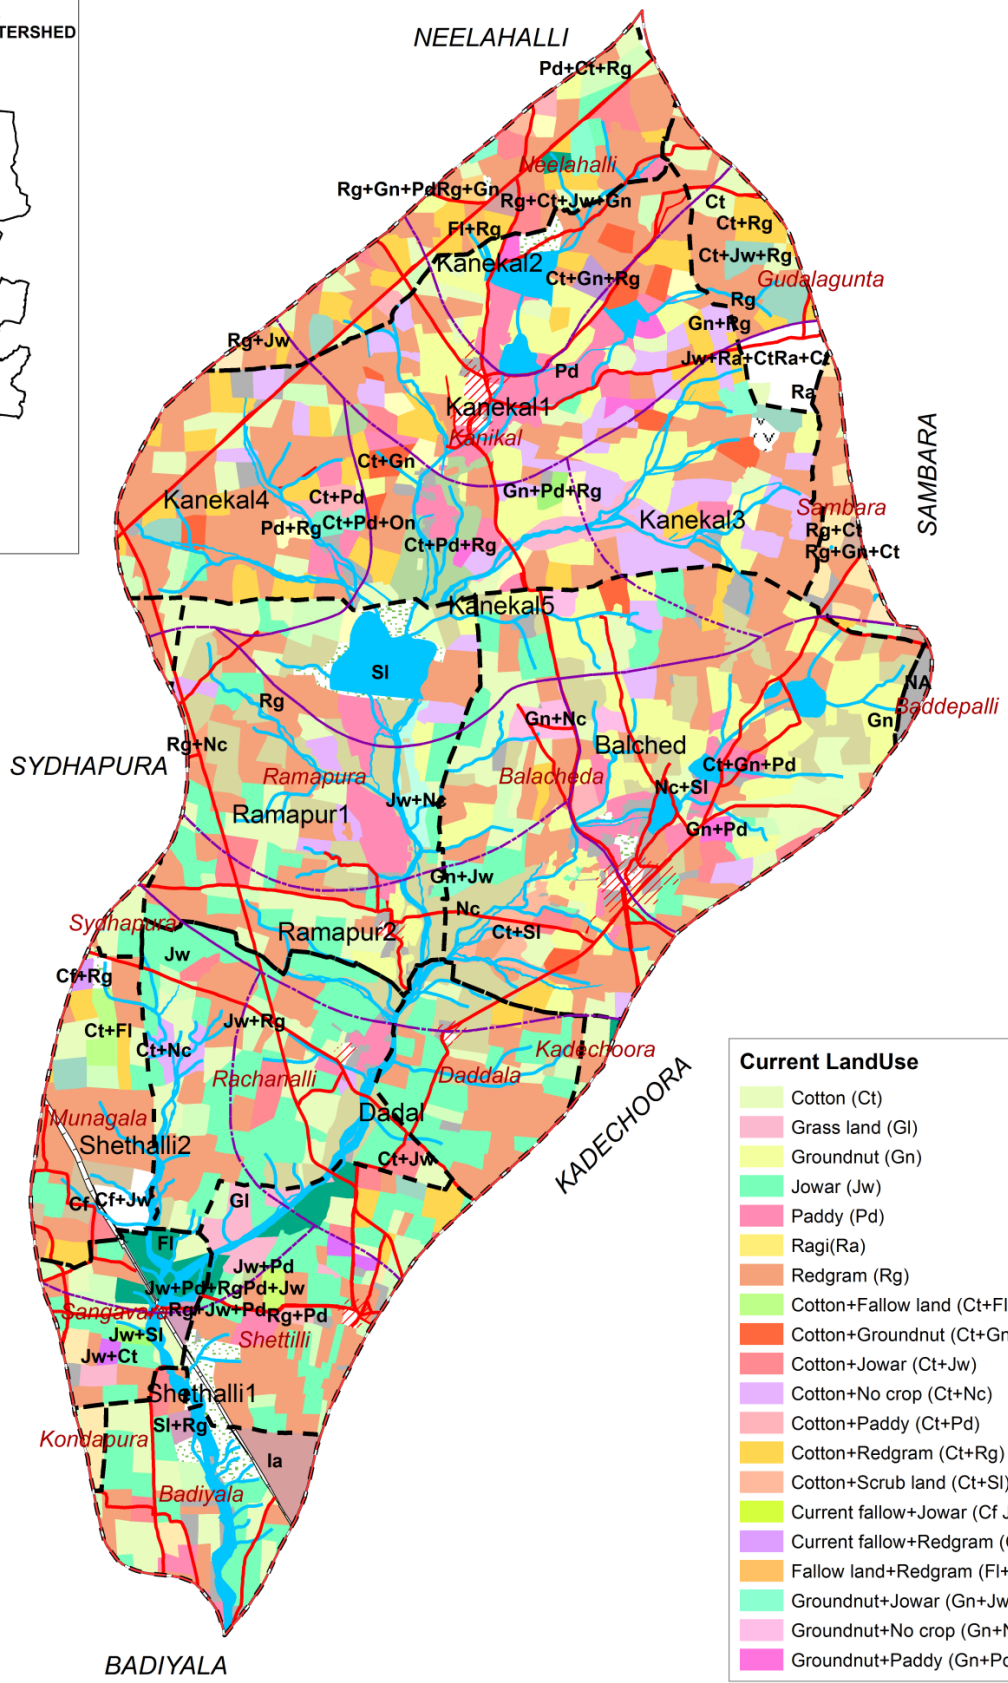 TERSHED
NEELAHALLI
Pd+Ct+Rg
Neelahalli
Rg+Gn+PdRg+Gn
Rg+Ct+Jw+Gn
Ct
Ct+Rg
Fl+Rg
Kanekal2
Ct+Jw+Rg
Ct+Gn+Rg
Gudalagunta
Rg
Gn+Rg
Rg+Jw
Jw+Ra+CtRa+Ct
Pd
Ra
Kanekal1
Kanikal
SAMBARA
Ct+Gn
Kanekal4
Ct+Pd
Gn+Pd+Rg
Sambara
Pd+Rg
Ct+Pd+On
Kanekal3
Rg+Ct
Ct+Pd+Rg
Rg+Gn+Ct
Kanekal5
Sl
NA
Rg
Baddepalli
Gn
Gn+Nc
Rg+Nc
Balched
SYDHAPURA
Ramapura
Balacheda
Ct+Gn+Pd
Nc+Sl
Jw+Nc
Ramapur1
Gn+Pd
Gn+Jw
Nc
Sydhapura
Ramapur2
Ct+Sl
Jw
Cf+Rg
Ct+Fl
Jw+Rg
Ct+Nc
Kadechoora
Rachanalli
Daddala
KADECHOORA
Munagala
Dadal
Shethalli2
Ct+Jw
Cf
Cf+Jw
Gl
Fl
Jw+Pd
Jw+Pd+RgPd+Jw
Sangavara
Rg+Jw+Pd
Rg+Pd
Jw+Sl
Shettilli
Jw+Ct
Shethalli1
Sl+Rg
Kondapura
Ia
Badiyala
BADIYALA
Current LandUse
Cotton (Ct)
Grass land (Gl)
Groundnut (Gn)
Jowar (Jw)
Paddy (Pd)
Ragi(Ra)
Redgram (Rg)
Cotton+Fallow land (Ct+Fl
Cotton+Groundnut (Ct+Gn
Cotton+Jowar (Ct+Jw)
Cotton+No crop (Ct+Nc)
Cotton+Paddy (Ct+Pd)
Cotton+Redgram (Ct+Rg)
Cotton+Scrub land (Ct+Sl)
Current fallow+Jowar (Cf J
Current fallow+Redgram (
Fallow land+Redgram (Fl+
Groundnut+Jowar (Gn+Jw
Groundnut+No crop (Gn+N
Groundnut+Paddy (Gn+Pd